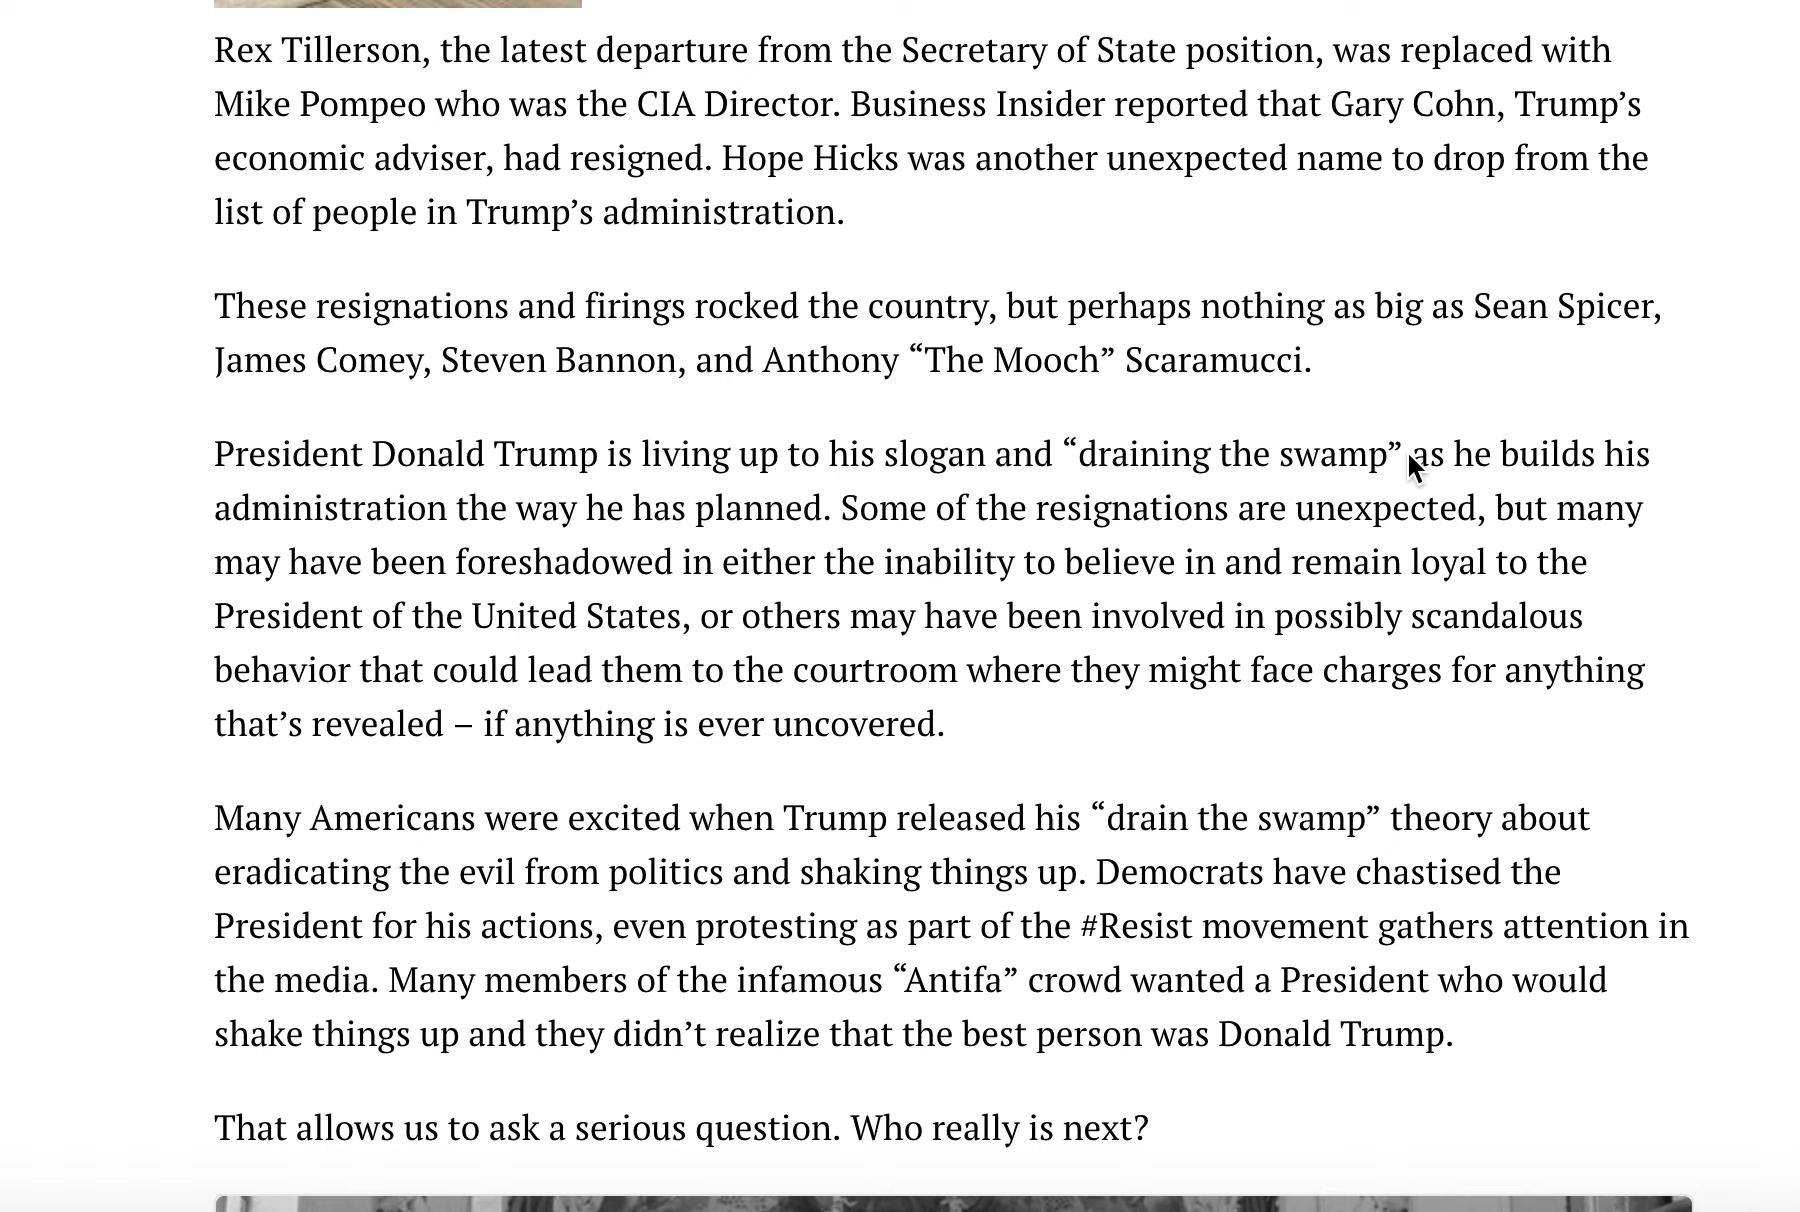 Rex Tillerson, the latest departure from the Secretary of State position, was replaced with
Mike Pompeo who was the CIA Director. Business Insider reported that Gary Cohn, Trump’s
economic adviser, had resigned. Hope Hicks was another unexpected name to drop from the
list of people in Trump’s administration.
These resignations and firings rocked the country, but perhaps nothing as big as Sean Spicer,
James Comey, Steven Bannon, and Anthony “The Mooch” Scaramucci.
President Donald Trump is living up to his slogan and “draining the swamp” as he builds his
administration the way he has planned. Some of the resignations are unexpected, but many
may have been foreshadowed in either the inability to believe in and remain loyal to the
President of the United States, or others may have been involved in possibly scandalous
behavior that could lead them to the courtroom where they might face charges for anything
that’s revealed – if anything is ever uncovered.
Many Americans were excited when Trump released his “drain the swamp” theory about
eradicating the evil from politics and shaking things up. Democrats have chastised the
President for his actions, even protesting as part of the #Resist movement gathers attention in
the media. Many members of the infamous “Antifa” crowd wanted a President who would
shake things up and they didn’t realize that the best person was Donald Trump.
That allows us to ask a serious question. Who really is next?